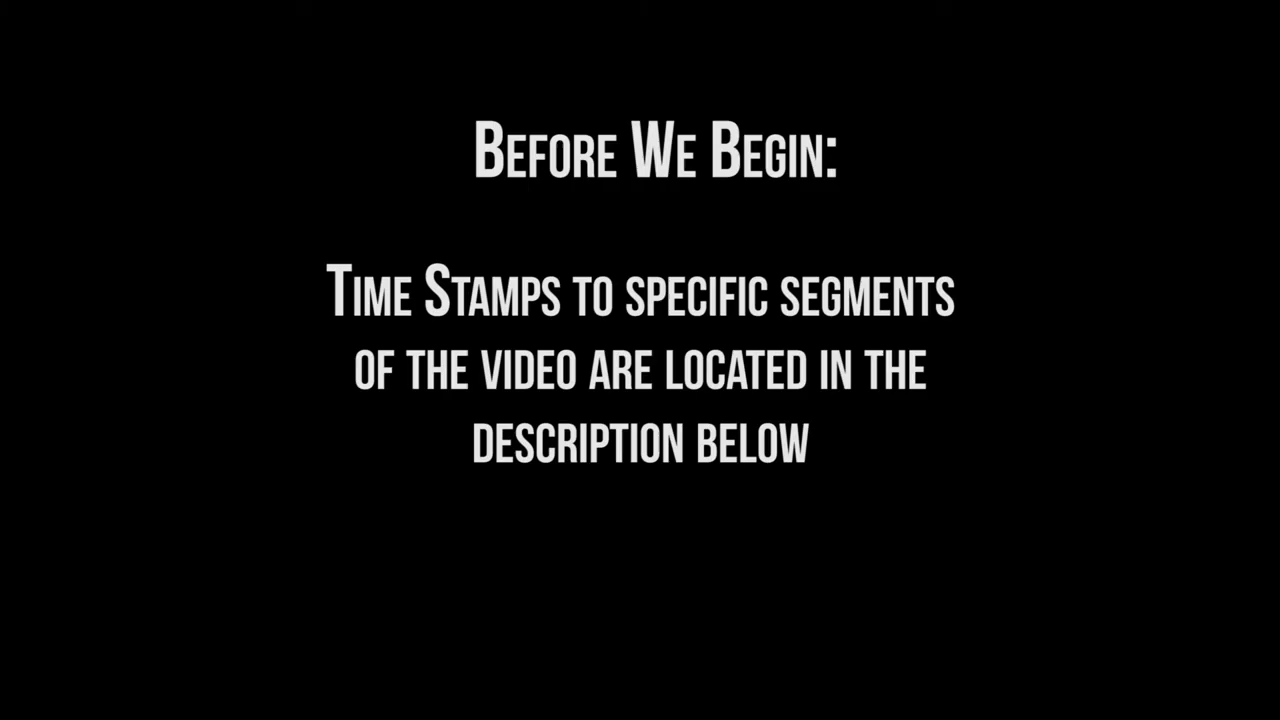 Before We Begin:
Time Stamps to specific segments
of the video are located in the
description below